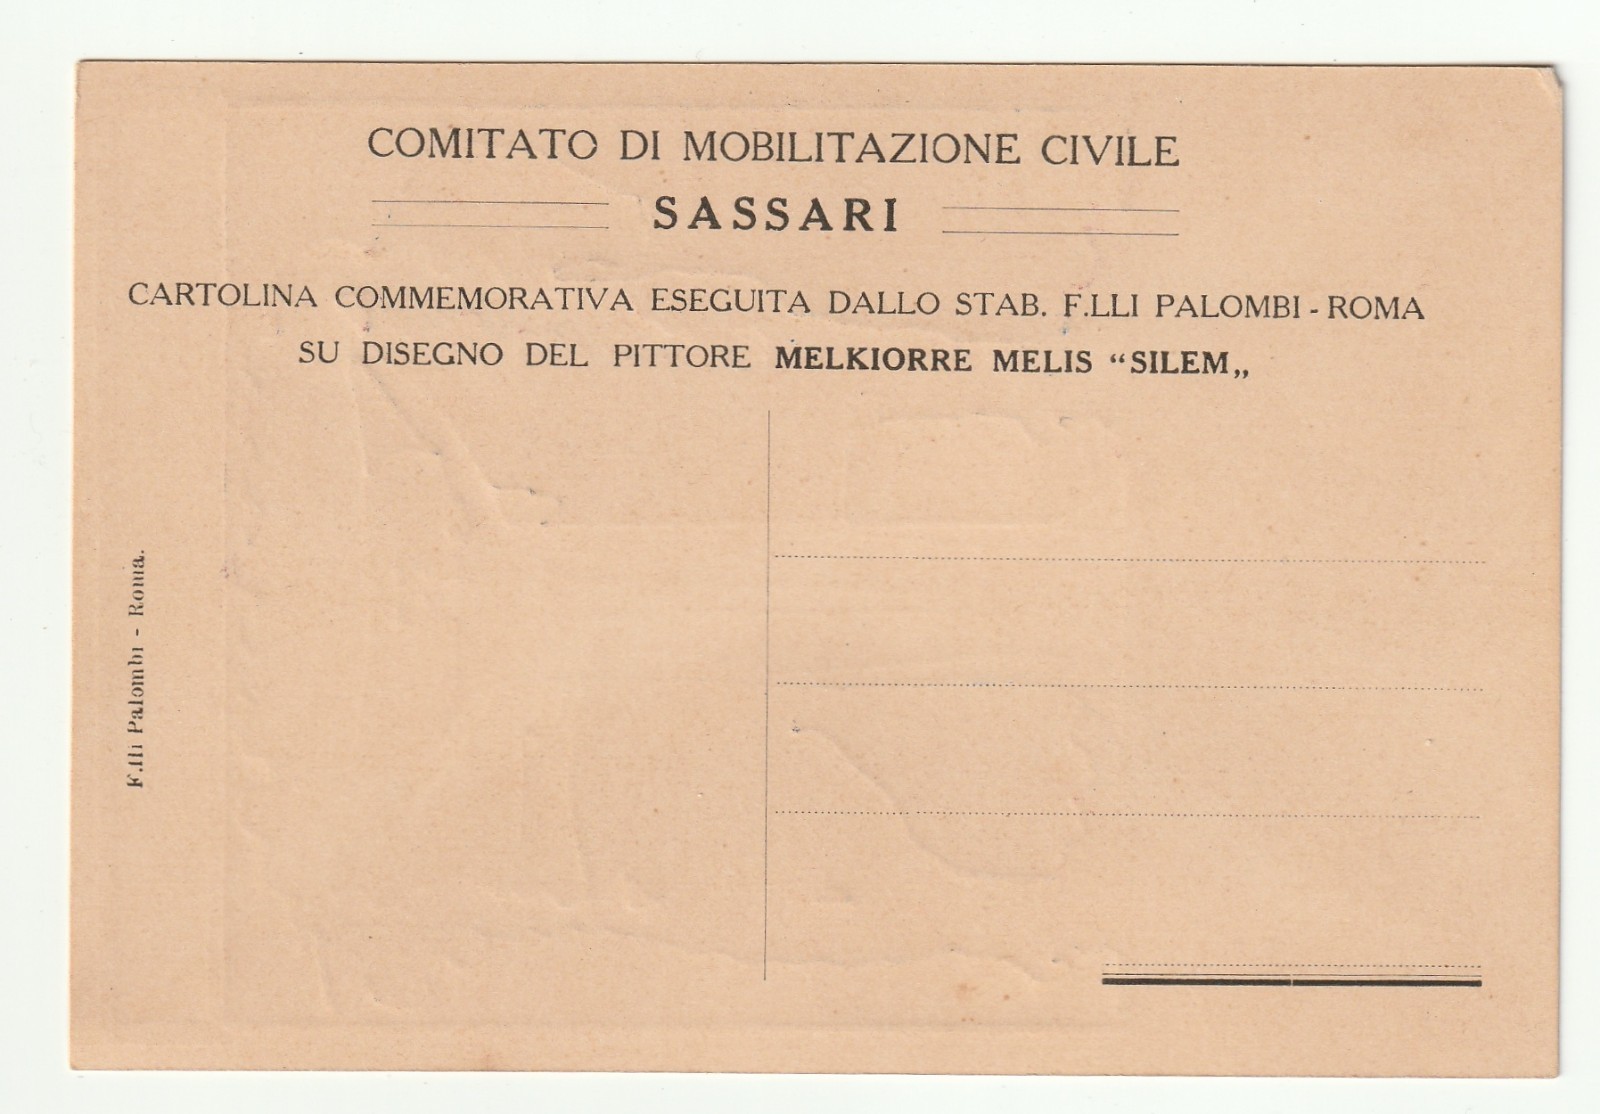 COMITATO DI MOBILITAZIONE CIVILE
SASSARI
CARTOLINA COMMEMORATIVA ESEGUITA DALLO STAB. F.LLI PALOMBI - ROMA
SU DISEGNO DEL PITTORE MELKIORRE MELIS “SILEM„
F.lli Palombi - Roma.